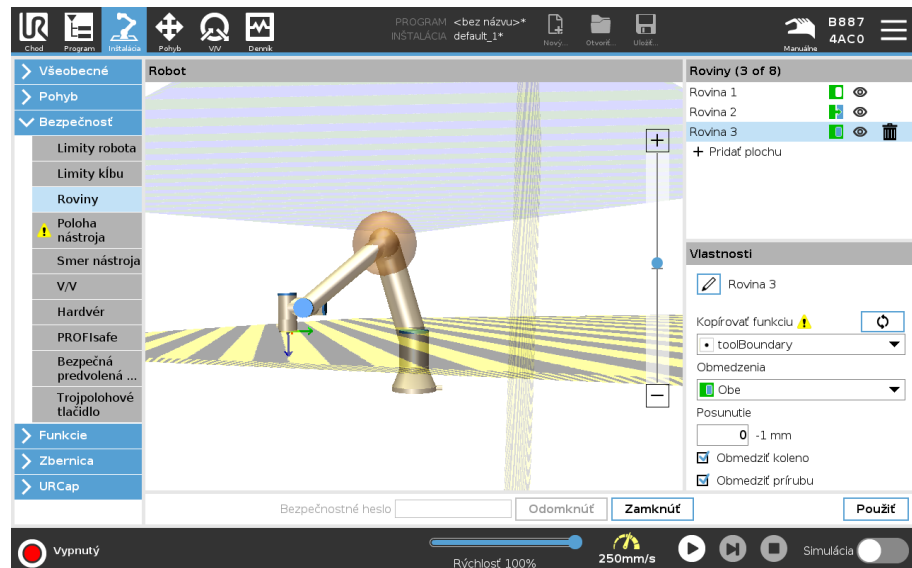 PROGRAM <bez názvu>*
INŠTALÁCIA default_1*
Chod
Program
Inštalácia
Pohyb
V/V
Denník
Nový...
Otvoriť...
Uložiť...
Manuálne
B887
4AC0
Všeobecné
Pohyb
Bezpečnosť
Limity robota
Limity kĺbu
Roviny
Poloha
nástroja
Smer nástroja
V/V
Hardvér
PROFIsafe
Bezpečná
predvolená ...
Trojpolohové
tlačidlo
Funkcie
Zbernica
URCap
Robot
Roviny (3 of 8)
Rovina 1
Rovina 2
Rovina 3
+ Pridať plochu
Vlastnosti
Rovina 3
Kopírovať funkciu
toolBoundary
Obmedzenia
Obe
Posunutie
0 -1 mm
Obmedziť koleno
Obmedziť prírubu
Bezpečnostné heslo
Odomknúť
Zamknúť
Použiť
Vypnutý
Rýchlosť 100%
250mm/s
Simulácia